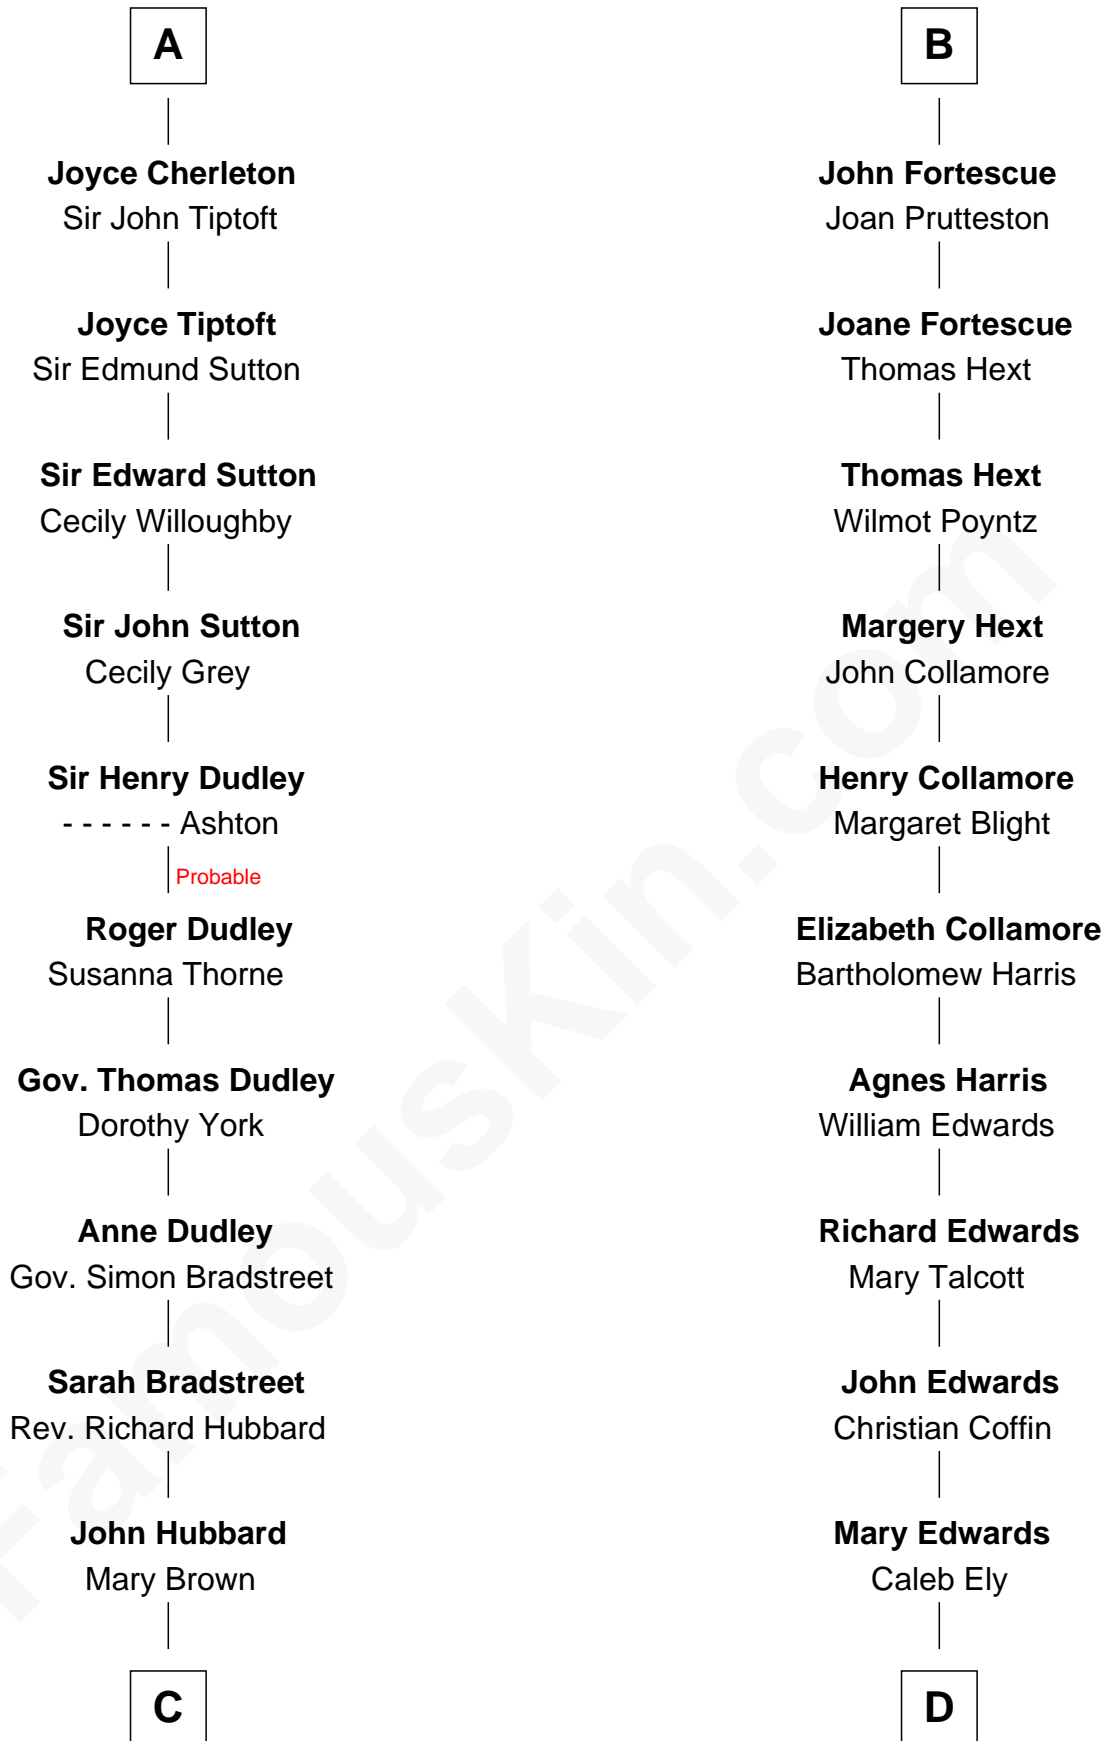 A
Joyce Cherleton
Sir John Tiptoft
Joyce Tiptoft
Sir Edmund Sutton
Sir Edward Sutton
Cecily Willoughby
Sir John Sutton
Cecily Grey
Sir Henry Dudley
- - - - - - Ashton
Probable
Roger Dudley
Susanna Thorne
Gov. Thomas Dudley
Dorothy York
Anne Dudley
Gov. Simon Bradstreet
Sarah Bradstreet
Rev. Richard Hubbard
John Hubbard
Mary Brown
C
B
John Fortescue
Joan Prutteston
Joane Fortescue
Thomas Hext
Thomas Hext
Wilmot Poyntz
Margery Hext
John Collamore
Henry Collamore
Margaret Blight
Elizabeth Collamore
Bartholomew Harris
Agnes Harris
William Edwards
Richard Edwards
Mary Talcott
John Edwards
Christian Coffin
Mary Edwards
Caleb Ely
D
FamousKin.com